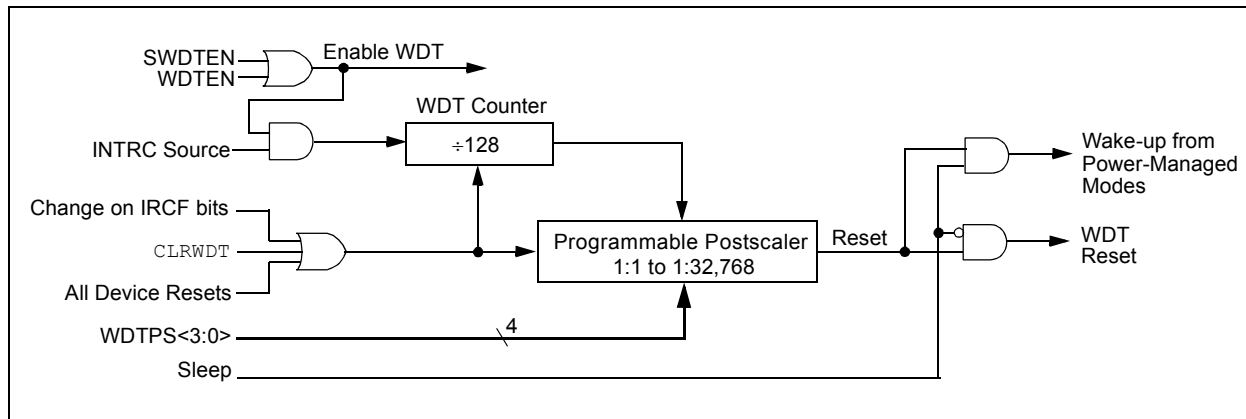 SWDTEN
WDTEN
Enable WDT
WDT Counter
÷128
INTRC Source
Wake-up from
Power-Managed
Modes
Change on IRCF bits
CLRWDT
All Device Resets
Programmable Postscaler
1:1 to 1:32,768
Reset
WDT
Reset
WDTPS<3:0>
4
Sleep